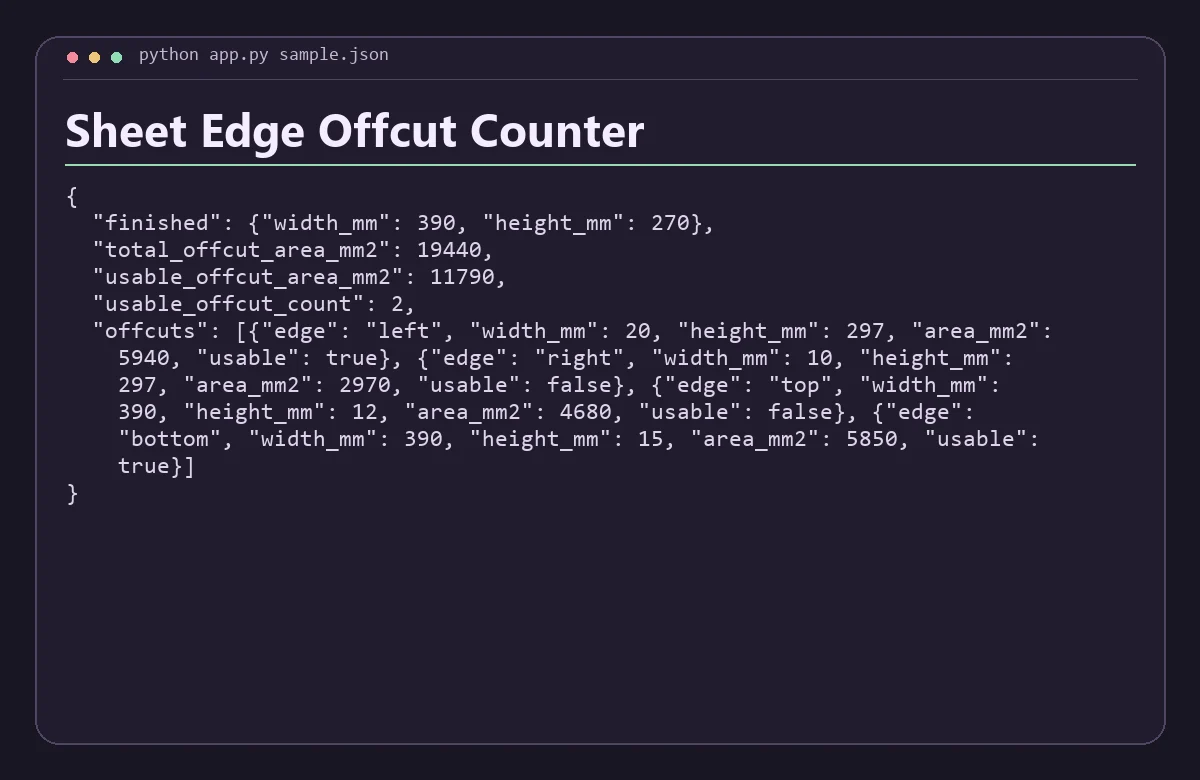 python app.py sample.json
Sheet Edge Offcut Counter
{
"finished": {"width_mm": 390, "height_mm": 270},
"total_offcut_area_mm2": 19440,
"usable_offcut_area_mm2": 11790,
"usable_offcut_count": 2,
"offcuts": [{"edge": "left", "width_mm": 20, "height_mm": 297, "area_mm2":
5940, "usable": true}, {"edge": "right", "width_mm": 10, "height_mm":
297, "area_mm2": 2970, "usable": false}, {"edge": "top", "width_mm":
390, "height_mm": 12, "area_mm2": 4680, "usable": false}, {"edge":
"bottom", "width_mm": 390, "height_mm": 15, "area_mm2": 5850, "usable":
true}]
}